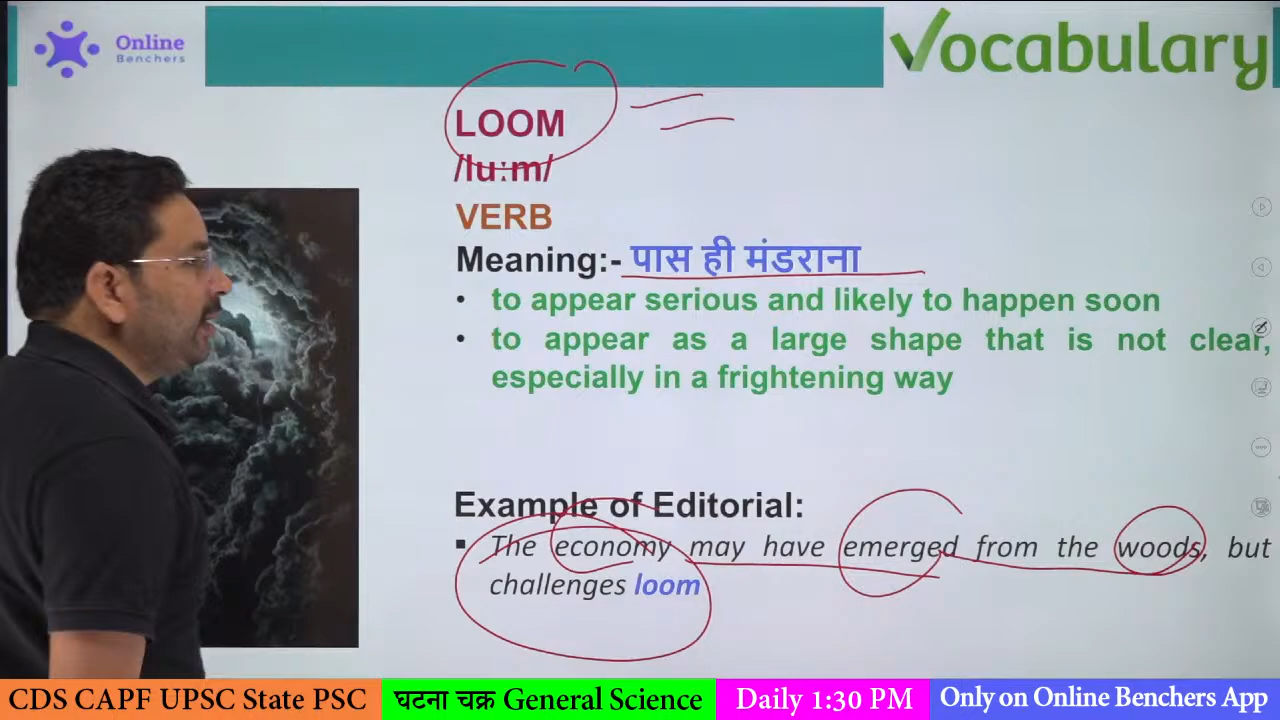 Online
Benchers
Vocabulary
LOOM
/luːm/
VERB
Meaning:- पास ही मंडराना
• to appear serious and likely to happen soon
• to appear as a large shape that is not clear,
especially in a frightening way
Example of Editorial:
▪ The economy may have emerged from the woods, but
challenges loom
CDS CAPF UPSC State PSC
घटना चक्र General Science
Daily 1:30 PM
Only on Online Benchers App